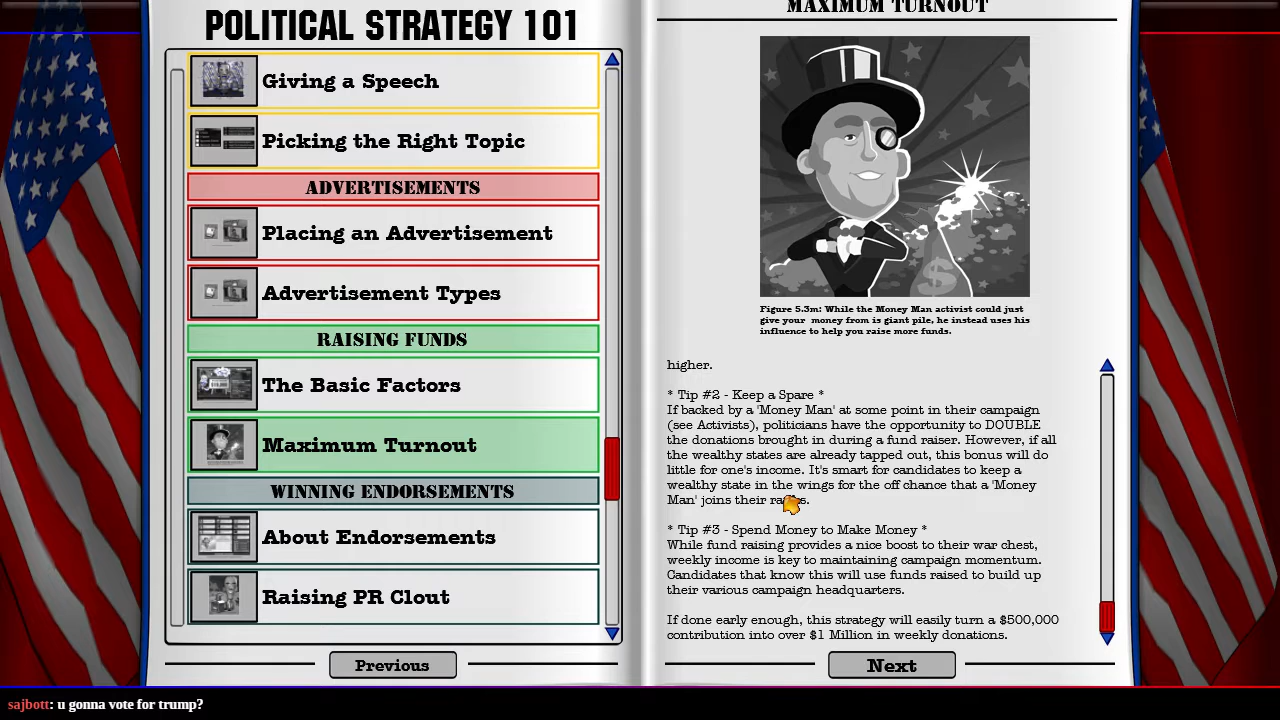 POLITICAL STRATEGY 101
Giving a Speech
Picking the Right Topic
ADVERTISEMENTS
Placing an Advertisement
Advertisement Types
RAISING FUNDS
The Basic Factors
Maximum Turnout
WINNING ENDORSEMENTS
About Endorsements
Raising PR Clout
Previous
MAXIMUM TURNOUT
Figure 5.3m: While the Money Man activist could just
give your money from is giant pile, he instead uses his
influence to help you raise more funds.
higher.
* Tip #2 - Keep a Spare *
If backed by a 'Money Man' at some point in their campaign
(see Activists), politicians have the opportunity to DOUBLE
the donations brought in during a fund raiser. However, if all
the wealthy states are already tapped out, this bonus will do
little for one's income. It's smart for candidates to keep a
wealthy state in the wings for the off chance that a 'Money
Man' joins their ranks.
* Tip #3 - Spend Money to Make Money *
While fund raising provides a nice boost to their war chest,
weekly income is key to maintaining campaign momentum.
Candidates that know this will use funds raised to build up
their various campaign headquarters.
If done early enough, this strategy will easily turn a $500,000
contribution into over $1 Million in weekly donations.
Next
sajbott: u gonna vote for trump?